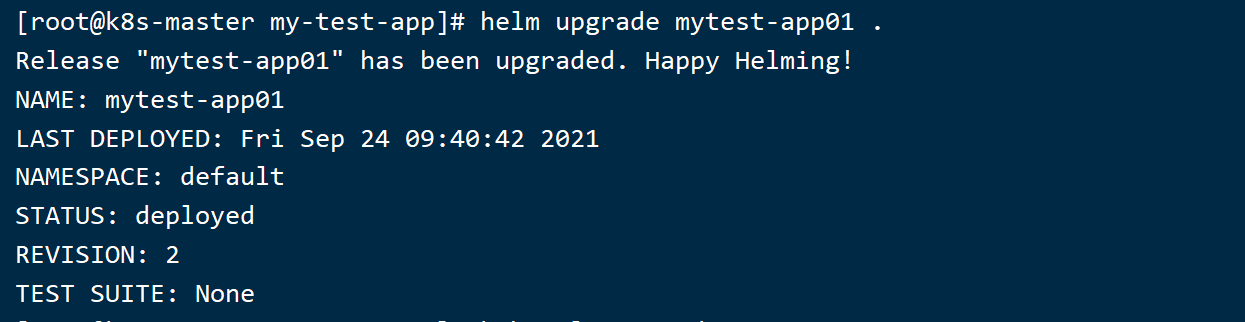 [root@k8s-master my-test-app]# helm upgrade mytest-app01 .
Release "mytest-app01" has been upgraded. Happy Helming!
NAME: mytest-app01
LAST DEPLOYED: Fri Sep 24 09:40:42 2021
NAMESPACE: default
STATUS: deployed
REVISION: 2
TEST SUITE: None